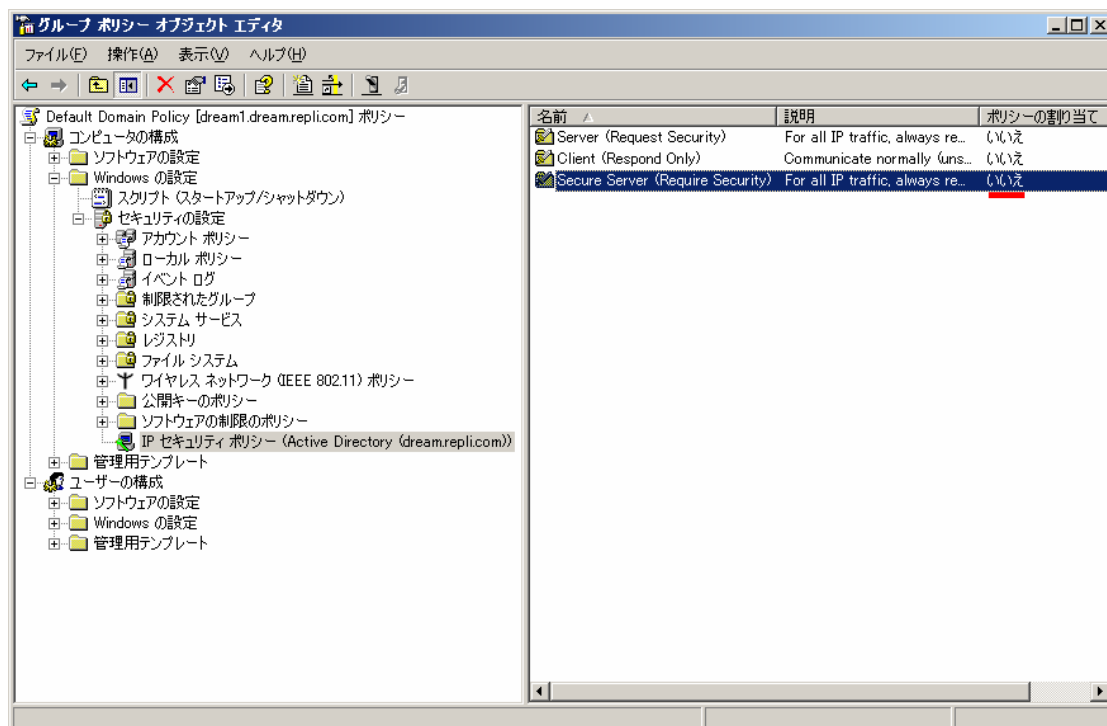 グループ ポリシー オブジェクト エディタ
ファイル(F) 操作(A) 表示(V) ヘルプ(H)
Default Domain Policy [dream1.dream.repli.com] ポリシー
コンピュータの構成
ソフトウェアの設定
Windows の設定
スクリプト (スタートアップ/シャットダウン)
セキュリティの設定
アカウント ポリシー
ローカル ポリシー
イベント ログ
制限されたグループ
システム サービス
レジストリ
ファイル システム
ワイヤレス ネットワーク (IEEE 802.11) ポリシー
公開キーのポリシー
ソフトウェアの制限のポリシー
IP セキュリティ ポリシー (Active Directory (dream.repli.com))
管理用テンプレート
ユーザーの構成
ソフトウェアの設定
Windows の設定
管理用テンプレート
名前 説明 ポリシーの割り当て
Server (Request Security) For all IP traffic, always re... いいえ
Client (Respond Only) Communicate normally (uns... いいえ
Secure Server (Require Security) For all IP traffic, always re... いいえ